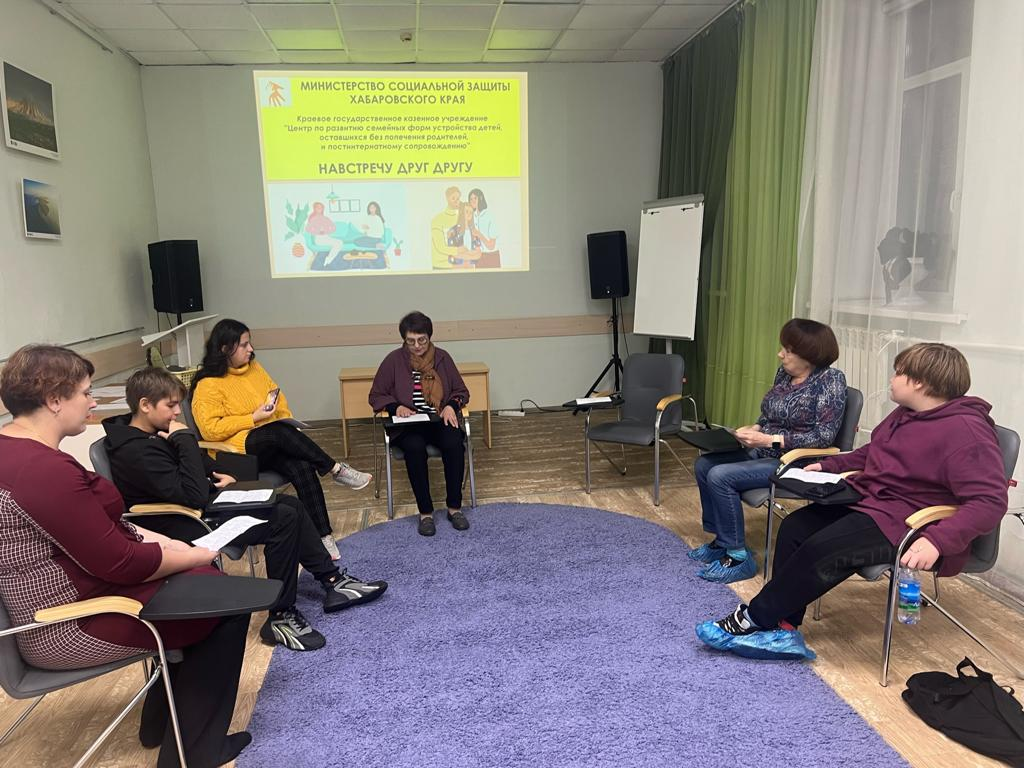 МИНИСТЕРСТВО СОЦИАЛЬНОЙ ЗАЩИТЫ
ХАБАРОВСКОГО КРАЯ
Краевое государственное казенное учреждение
"Центр по развитию семейных форм устройства детей,
оставшихся без попечения родителей,
и постинтернатному сопровождению"
НАВСТРЕЧУ ДРУГ ДРУГУ